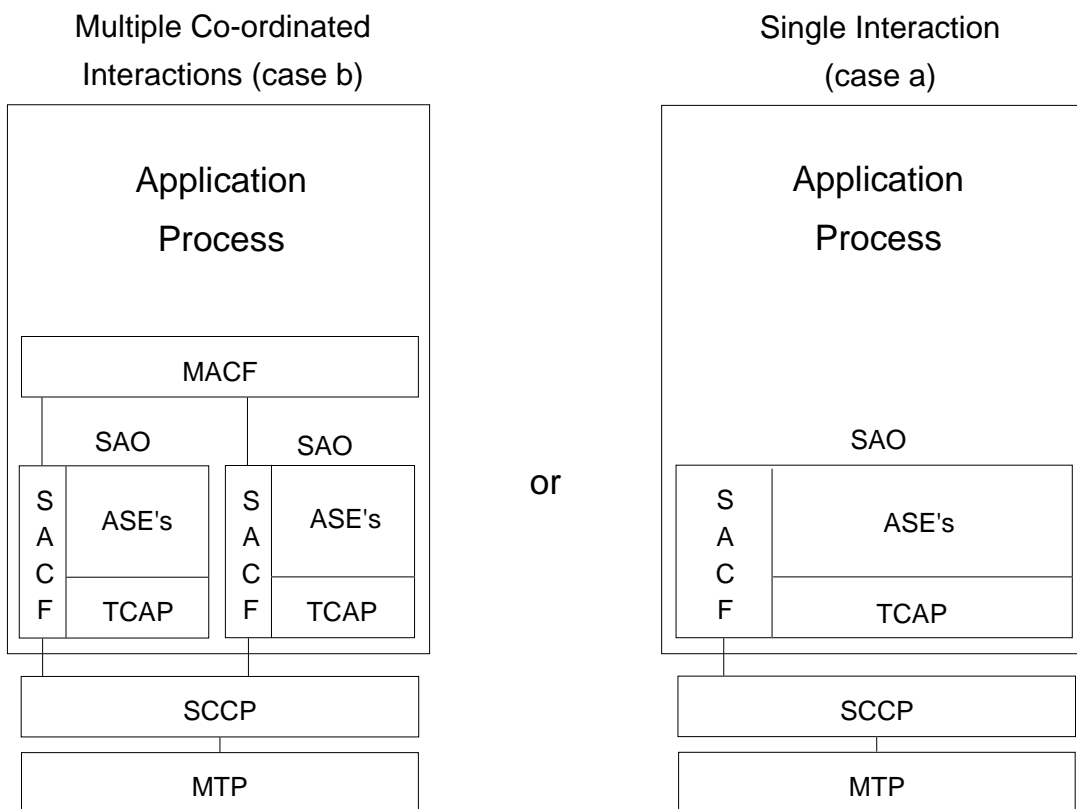 Multiple Co-ordinated
Interactions (case b)
Application
Process
MACF
SAO
SAO
S
A
C
F
ASE's
TCAP
S
A
C
F
ASE's
TCAP
SCCP
MTP
or
Single Interaction
(case a)
Application
Process
SAO
S
A
C
F
ASE's
TCAP
SCCP
MTP